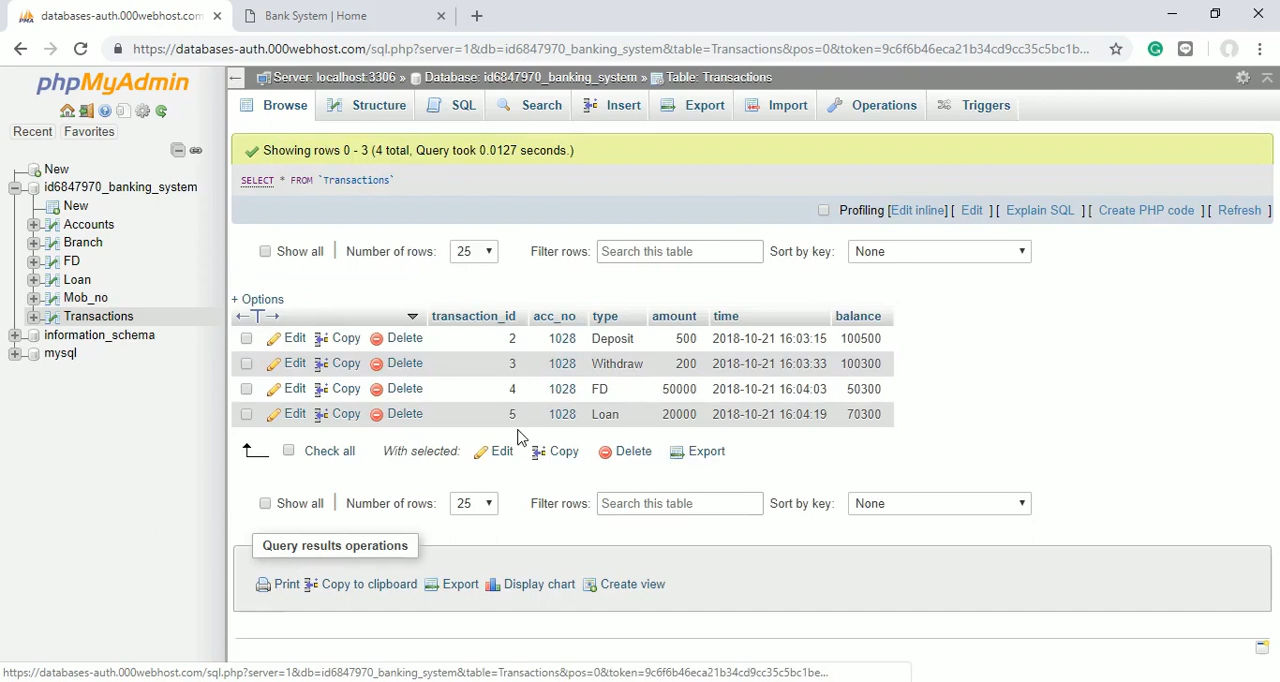 databases-auth.000webhost.com
Bank System | Home
https://databases-auth.000webhost.com/sql.php?server=1&db=id6847970_banking_system&table=Transactions&pos=0&token=9c6f6b46eca21b34cd9cc35c5bc1b...
phpMyAdmin
Recent Favorites
New
id6847970_banking_system
New
Accounts
Branch
FD
Loan
Mob_no
Transactions
information_schema
mysql
Server: localhost:3306 » Database: id6847970_banking_system » Table: Transactions
Browse Structure SQL Search Insert Export Import Operations Triggers
Showing rows 0 - 3 (4 total, Query took 0.0127 seconds.)
SELECT * FROM `Transactions`
Profiling [Edit inline] [ Edit ] [ Explain SQL ] [ Create PHP code ] [ Refresh ]
Show all | Number of rows: 25 Filter rows: Search this table Sort by key: None
+ Options
←T→ transaction_id acc_no type amount time balance
Edit Copy Delete 2 1028 Deposit 500 2018-10-21 16:03:15 100500
Edit Copy Delete 3 1028 Withdraw 200 2018-10-21 16:03:33 100300
Edit Copy Delete 4 1028 FD 50000 2018-10-21 16:04:03 50300
Edit Copy Delete 5 1028 Loan 20000 2018-10-21 16:04:19 70300
Check all With selected: Edit Copy Delete Export
Show all | Number of rows: 25 Filter rows: Search this table Sort by key: None
Query results operations
Print Copy to clipboard Export Display chart Create view
https://databases-auth.000webhost.com/sql.php?server=1&db=id6847970_banking_system&table=Transactions&pos=0&token=9c6f6b46eca21b34cd9cc35c5bc1be...